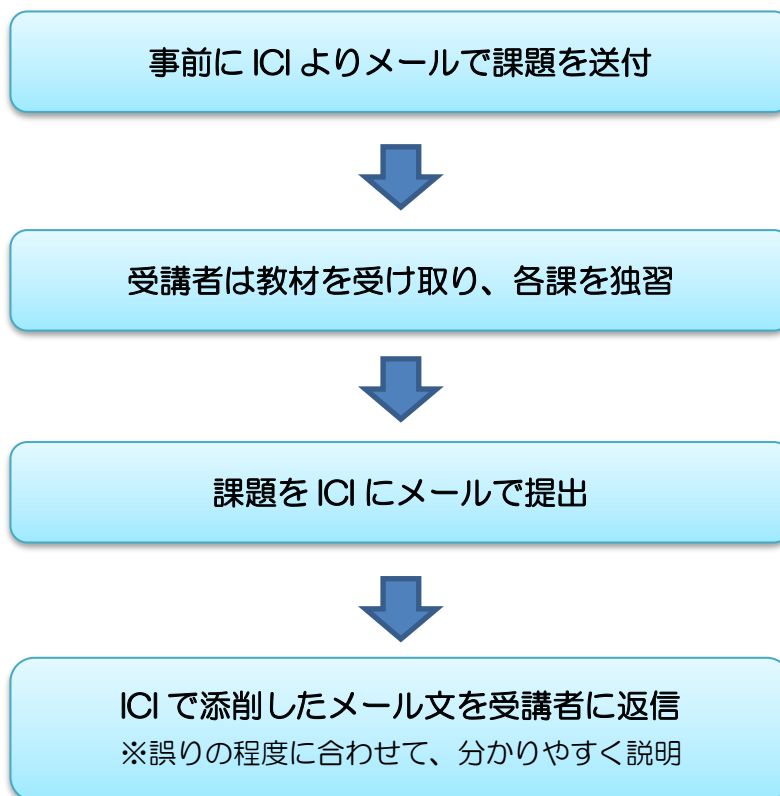 事前に ICI よりメールで課題を送付
受講者は教材を受け取り、各課を独習
課題を ICI にメールで提出
ICI で添削したメール文を受講者に返信
※誤りの程度に合わせて、分かりやすく説明